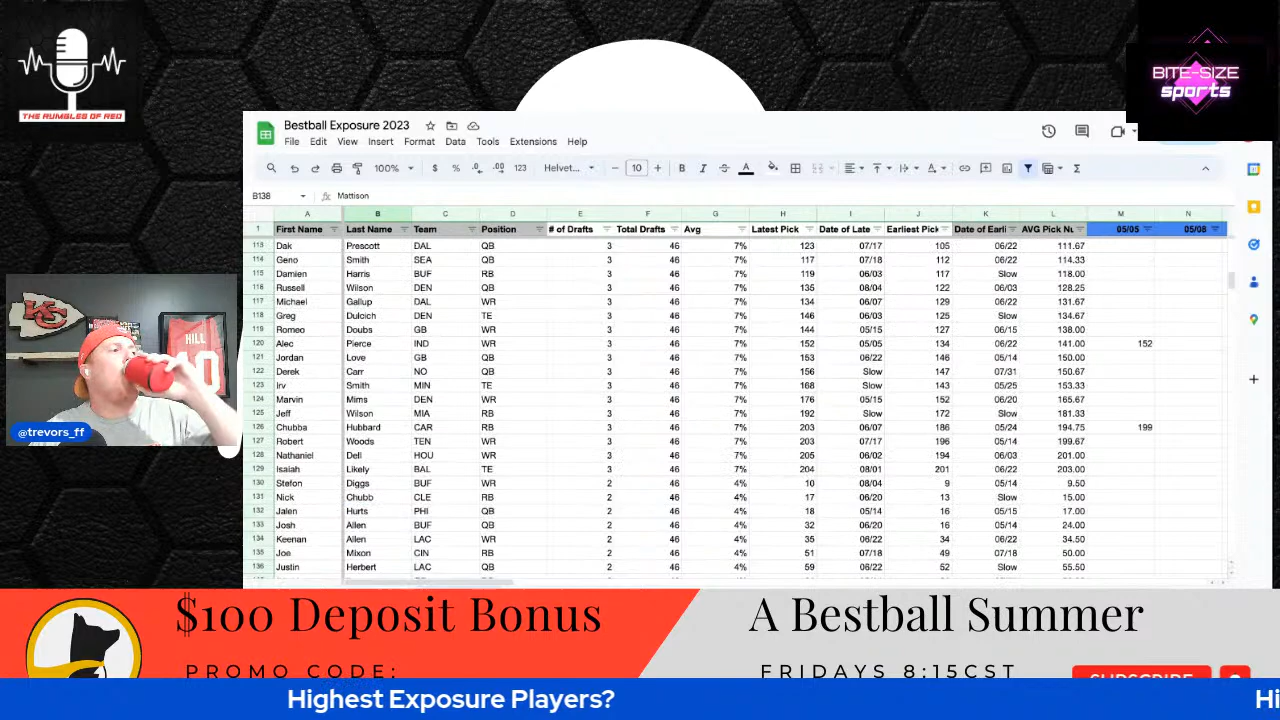 THE RUMBLES OF RED
BITE-SIZE
sports
Bestball Exposure 2023
File Edit View Insert Format Data Tools Extensions Help
100% $ % .0 .00 123 Helvet... 10 B I A Σ
B138 fx Mattison
A B C D E F G H I J K L M N
1 First Name Last Name Team Position # of Drafts Total Drafts Avg Latest Pick Date of Late Earliest Pick Date of Earli AVG Pick Nu 05/05 05/08
113 Dak Prescott DAL QB 3 46 7% 123 07/17 105 06/22 111.67
114 Geno Smith SEA QB 3 46 7% 117 07/18 112 06/22 114.33
115 Damien Harris BUF RB 3 46 7% 119 06/03 117 Slow 118.00
116 Russell Wilson DEN QB 3 46 7% 135 08/04 122 06/03 128.25
117 Michael Gallup DAL WR 3 46 7% 134 06/07 129 06/22 131.67
118 Greg Dulcich DEN TE 3 46 7% 146 06/03 125 Slow 134.67
119 Romeo Doubs GB WR 3 46 7% 144 05/15 127 06/15 138.00
120 Alec Pierce IND WR 3 46 7% 152 05/05 134 06/22 141.00 152
121 Jordan Love GB QB 3 46 7% 153 06/22 146 05/14 150.00
122 Derek Carr NO QB 3 46 7% 156 Slow 147 07/31 150.67
123 Irv Smith MIN TE 3 46 7% 168 Slow 143 05/25 153.33
124 Marvin Mims DEN WR 3 46 7% 176 05/15 152 06/20 165.67
125 Jeff Wilson MIA RB 3 46 7% 192 Slow 172 Slow 181.33
126 Chubba Hubbard CAR RB 3 46 7% 203 06/07 186 05/24 194.75 199
127 Robert Woods TEN WR 3 46 7% 203 07/17 196 05/14 199.67
128 Nathaniel Dell HOU WR 3 46 7% 205 06/02 194 06/03 201.00
129 Isaiah Likely BAL TE 3 46 7% 204 08/01 201 06/22 203.00
130 Stefon Diggs BUF WR 2 46 4% 10 08/04 9 05/14 9.50
131 Nick Chubb CLE RB 2 46 4% 17 06/20 13 Slow 15.00
132 Jalen Hurts PHI QB 2 46 4% 18 05/14 16 05/15 17.00
133 Josh Allen BUF QB 2 46 4% 32 06/20 16 05/14 24.00
134 Keenan Allen LAC WR 2 46 4% 35 06/22 34 06/22 34.50
135 Joe Mixon CIN RB 2 46 4% 51 07/18 49 07/18 50.00
136 Justin Herbert LAC QB 2 46 4% 59 06/22 52 Slow 55.50
KC
HILL
10
@trevors_ff
$100 Deposit Bonus
A Bestball Summer
PROMO CODE:
FRIDAYS 8:15CST
SUBSCRIBE
Highest Exposure Players?
Hi